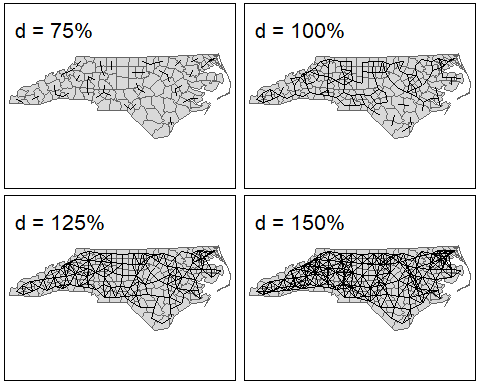 d = 75%
d = 100%
d = 125%
d = 150%